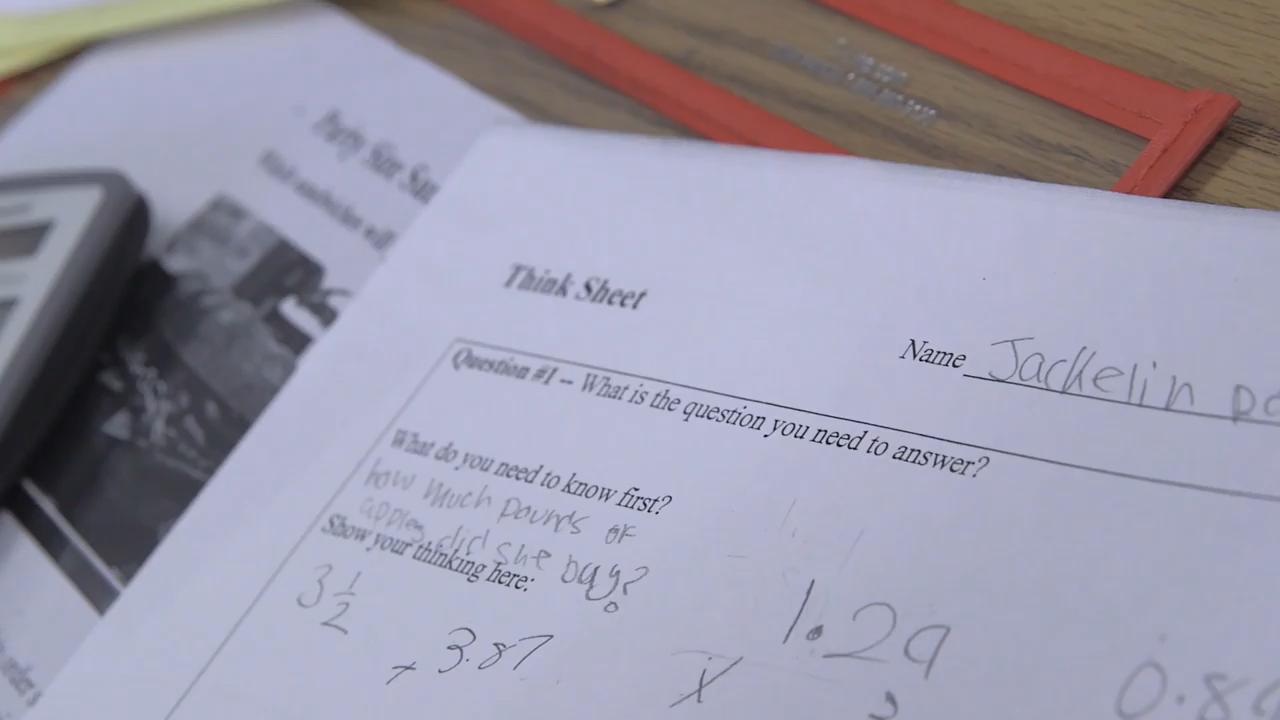 Party Size
Think Sheet
Name Jackelin
Question #1 -- What is the question you need to answer?
What do you need to know first?
how much pounds of
apples did she buy?
Show your thinking here:
3 1/2
+ 3.87
1.29
x